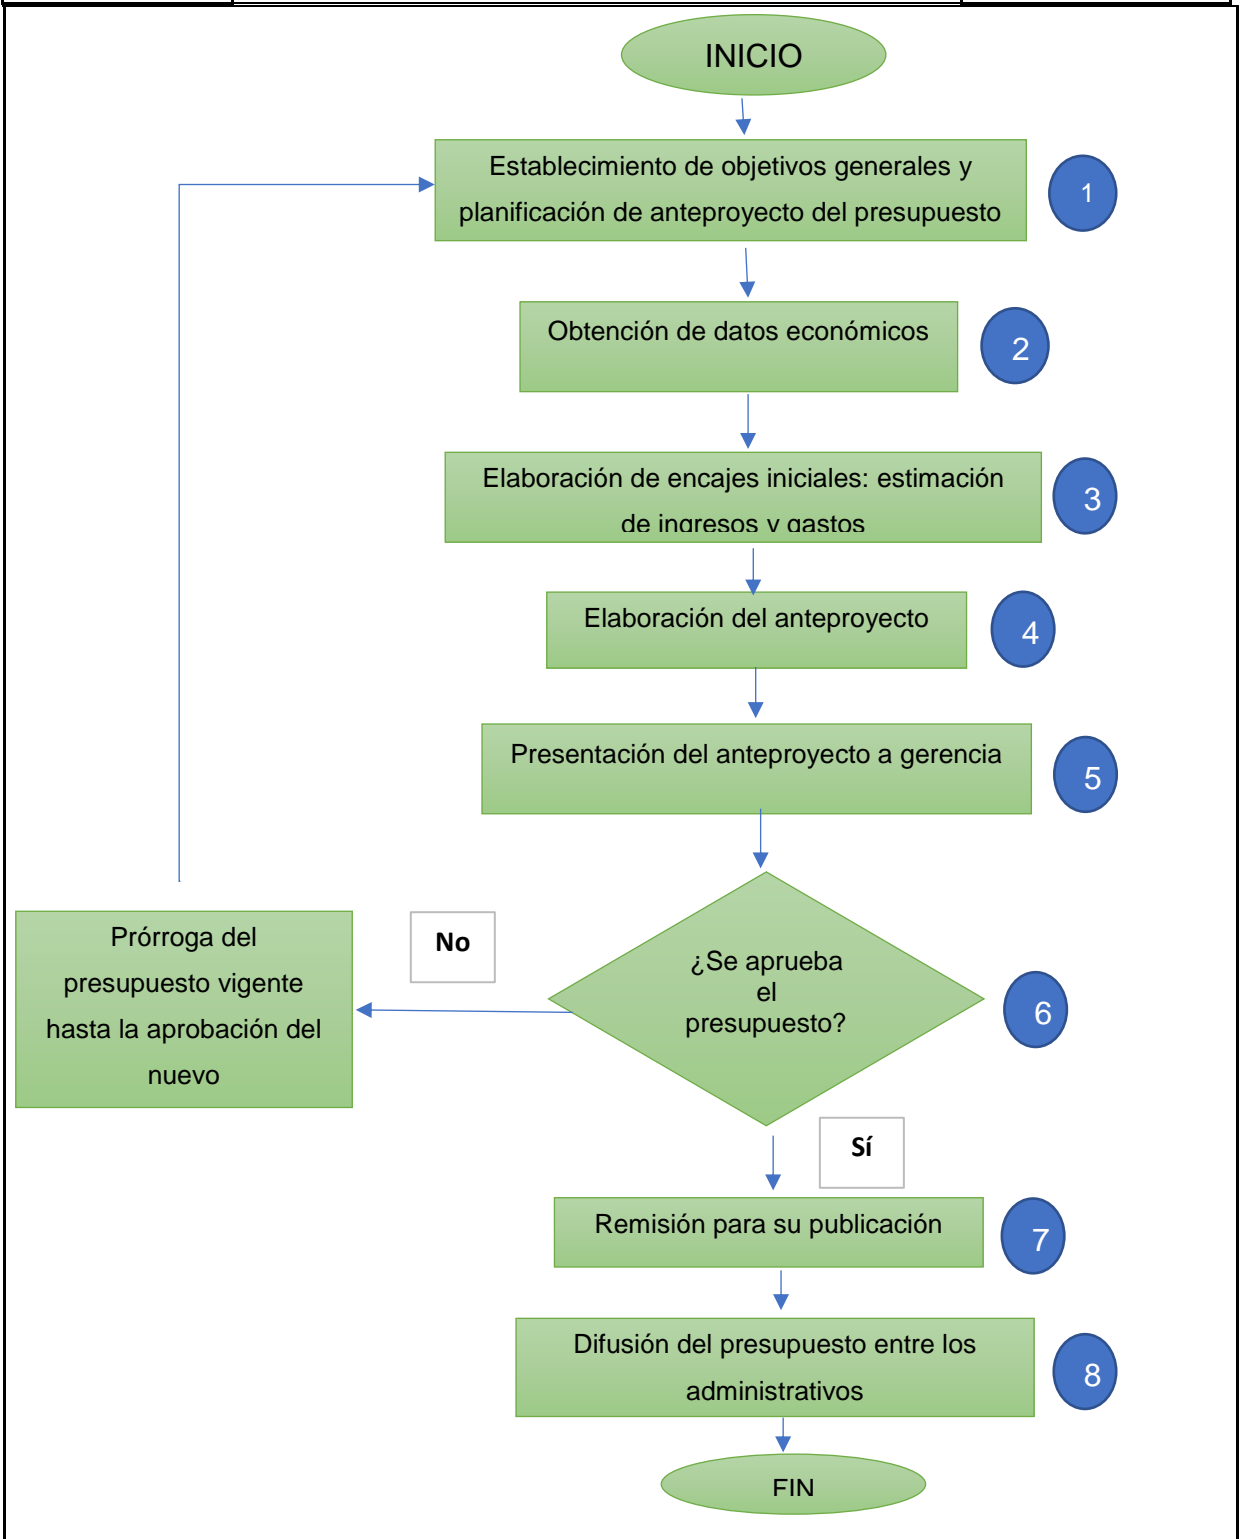 INICIO
Establecimiento de objetivos generales y
planificación de anteproyecto del presupuesto
1
Obtención de datos económicos
2
Elaboración de encajes iniciales: estimación
de ingresos y gastos
3
Elaboración del anteproyecto
4
Presentación del anteproyecto a gerencia
5
Prórroga del
presupuesto vigente
hasta la aprobación del
nuevo
No
¿Se aprueba
el
presupuesto?
6
Sí
Remisión para su publicación
7
Difusión del presupuesto entre los
administrativos
8
FIN